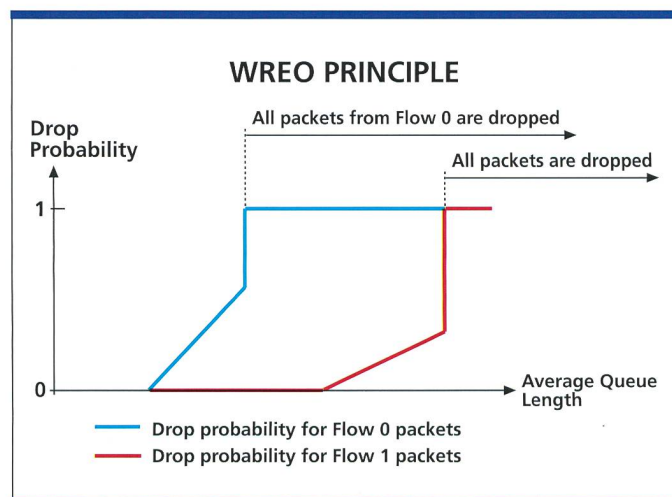 WREO PRINCIPLE
All packets from Flow 0 are dropped
Drop
Probability
All packets are dropped
1
0
Average Queue
Length
Drop probability for Flow 0 packets
Drop probability for Flow 1 packets